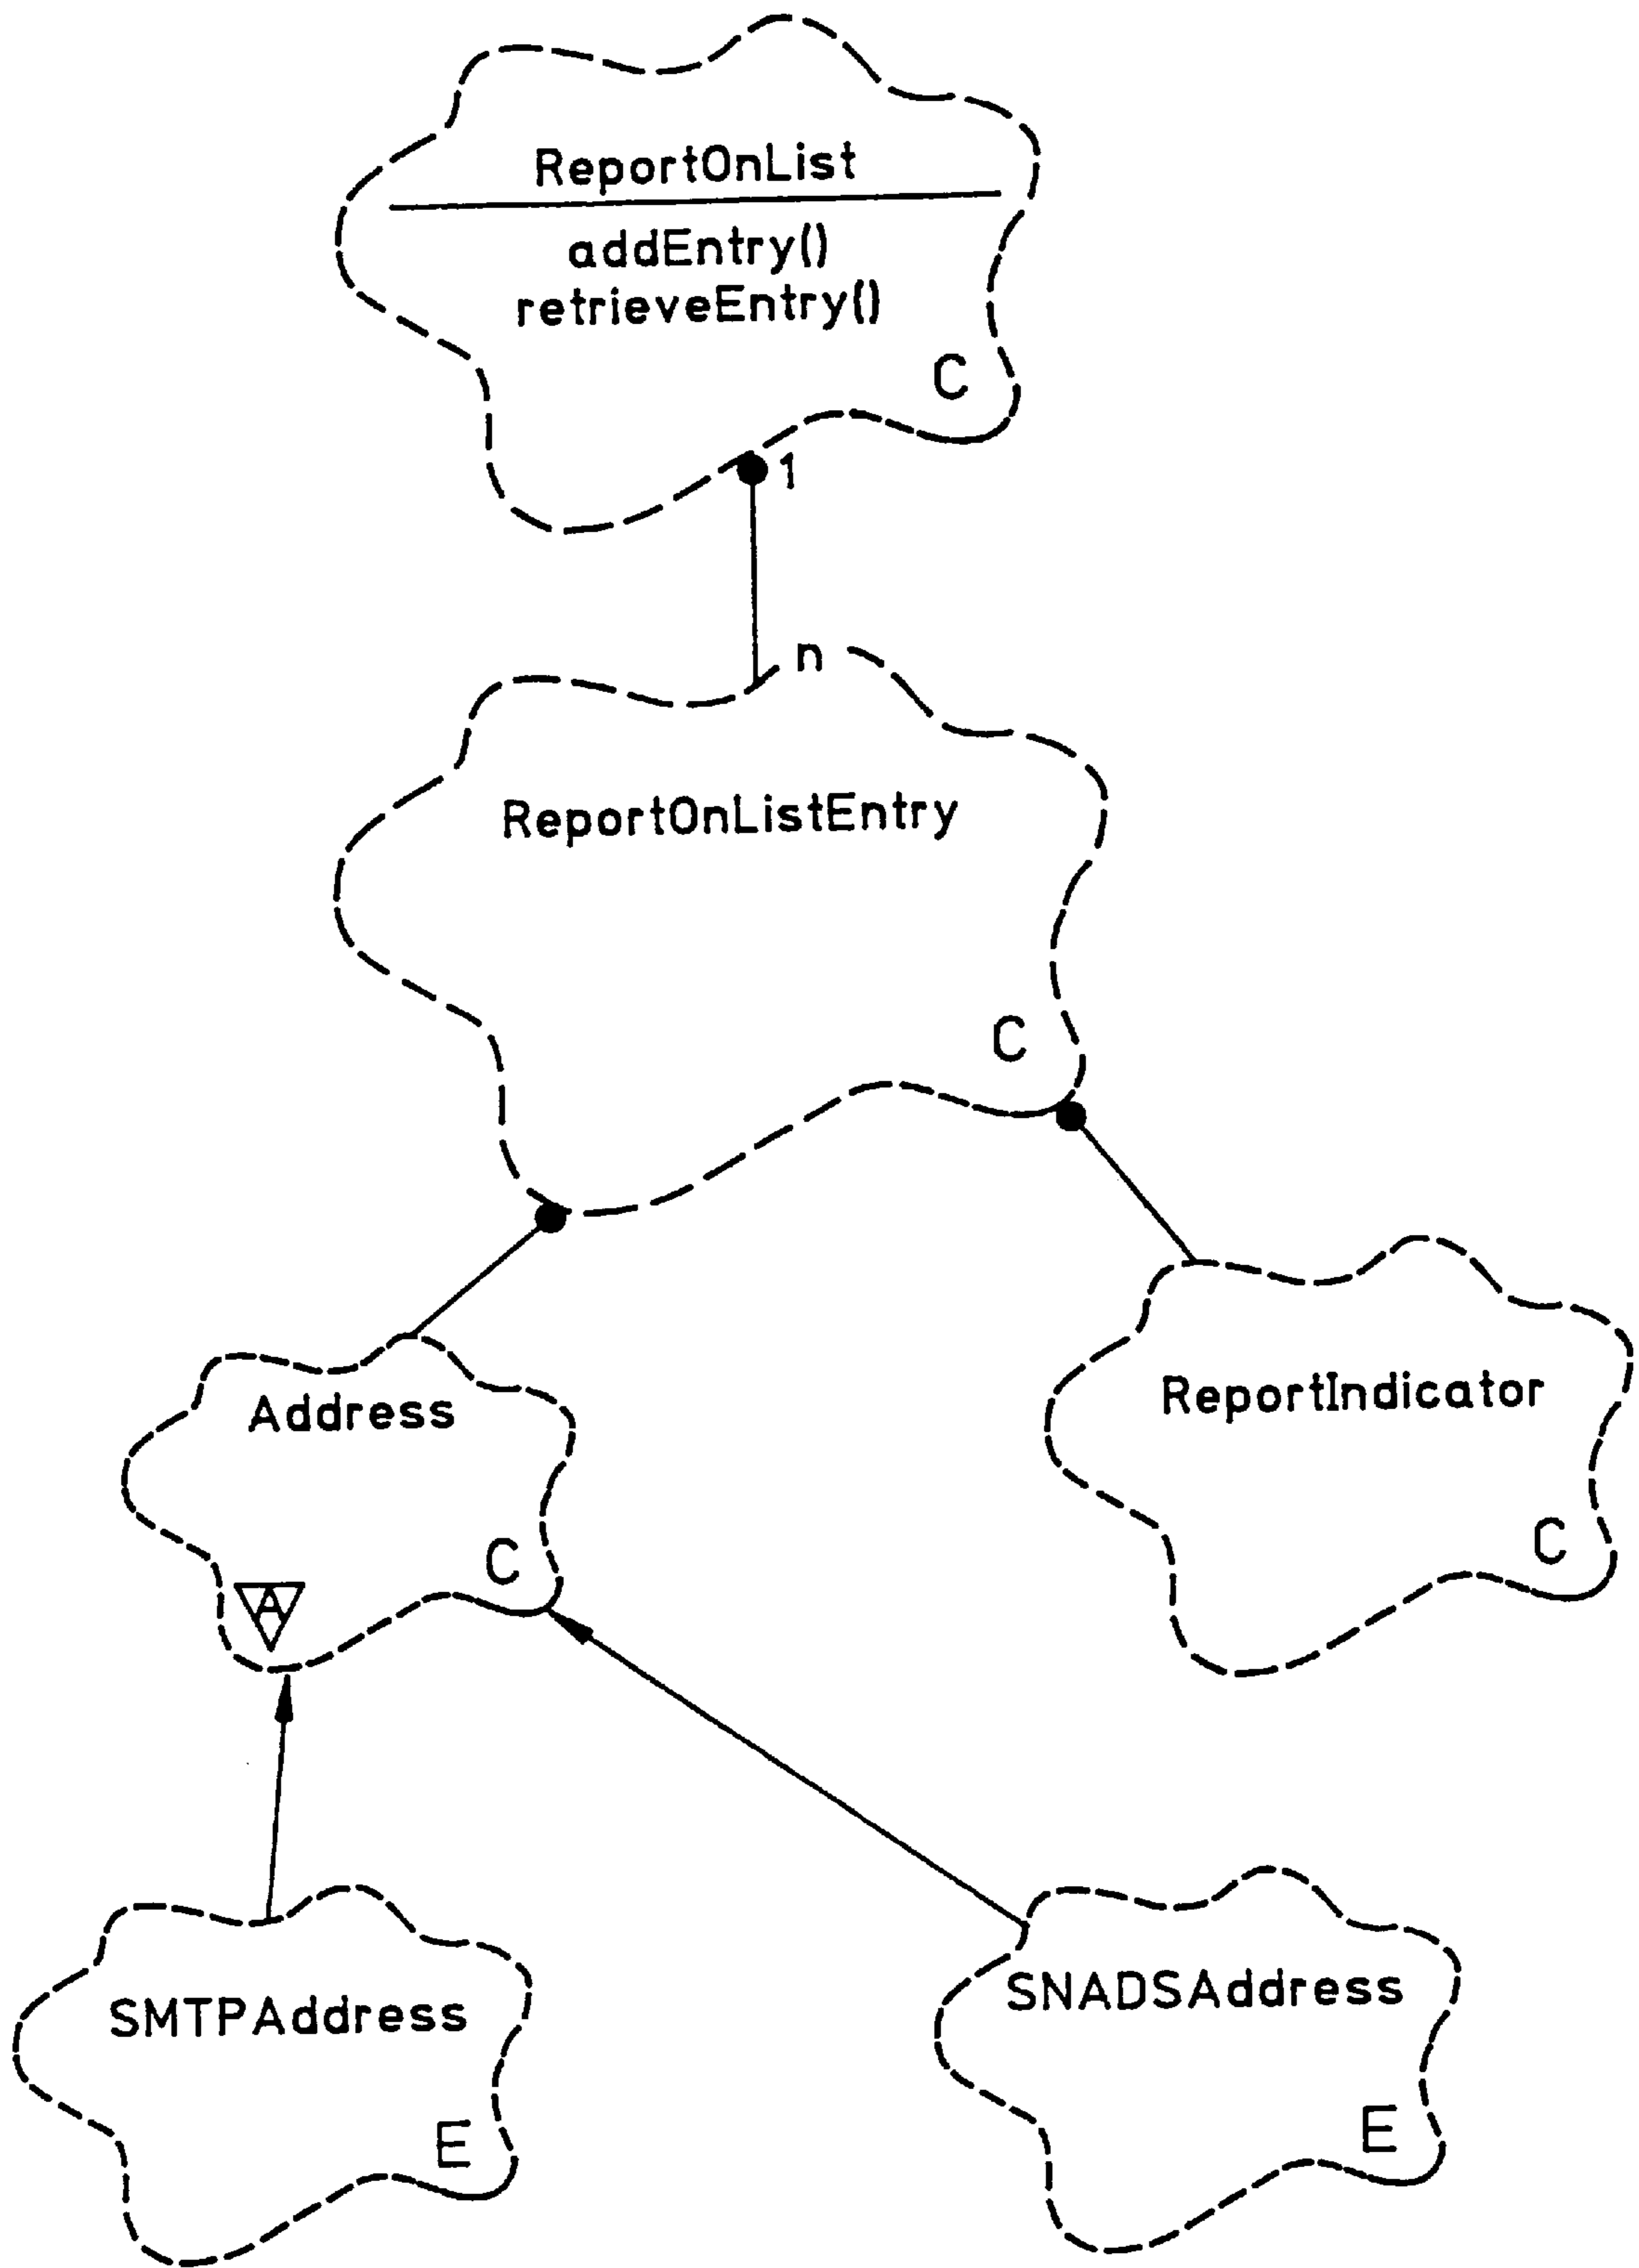 ReportOnList
addEntry()
retrieveEntry()
C
1
n
ReportOnListEntry
C
Address
C
A
ReportIndicator
C
SMTPAddress
E
SNADSAddress
E